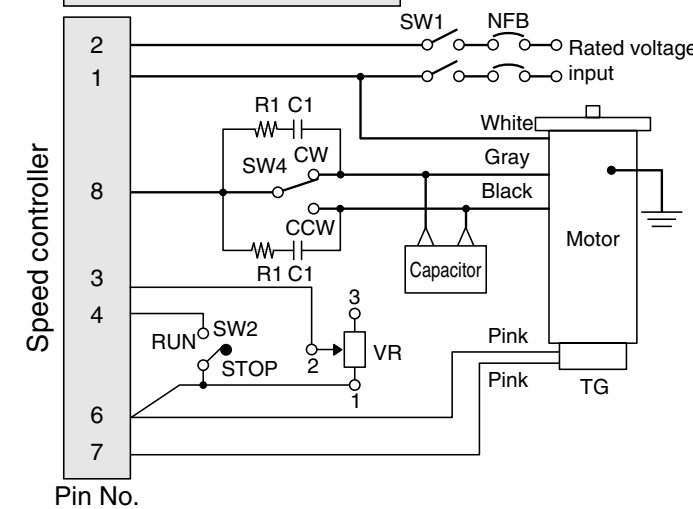 SW1
NFB
2
Rated voltage
1
input
R1 C1
White
CW
SW4
Gray
8
Black
CCW
Motor
R1 C1
Capacitor
Speed controller
3
3
4
SW2
RUN
VR
2
STOP
Pink
1
Pink
TG
6
7
Pin No.